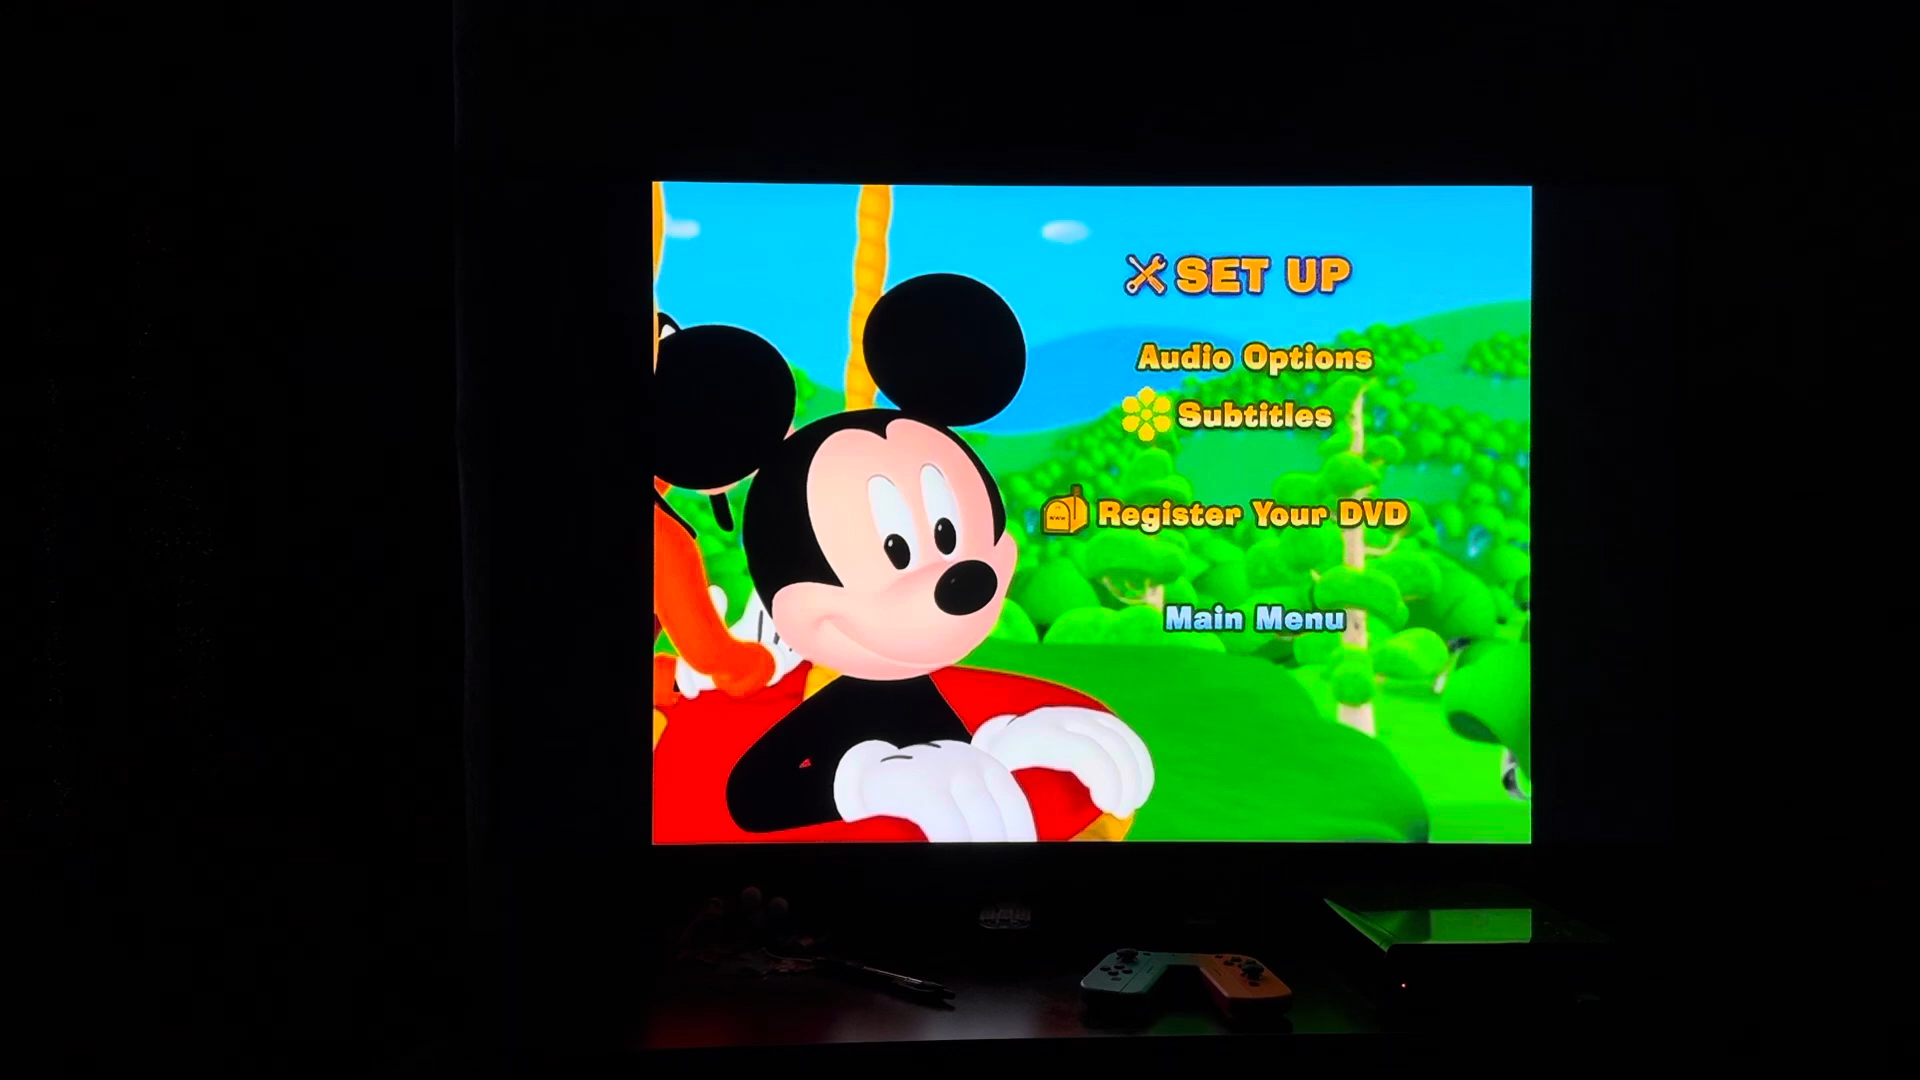 SET UP
Audio Options
Subtitles
Register Your DVD
Main Menu